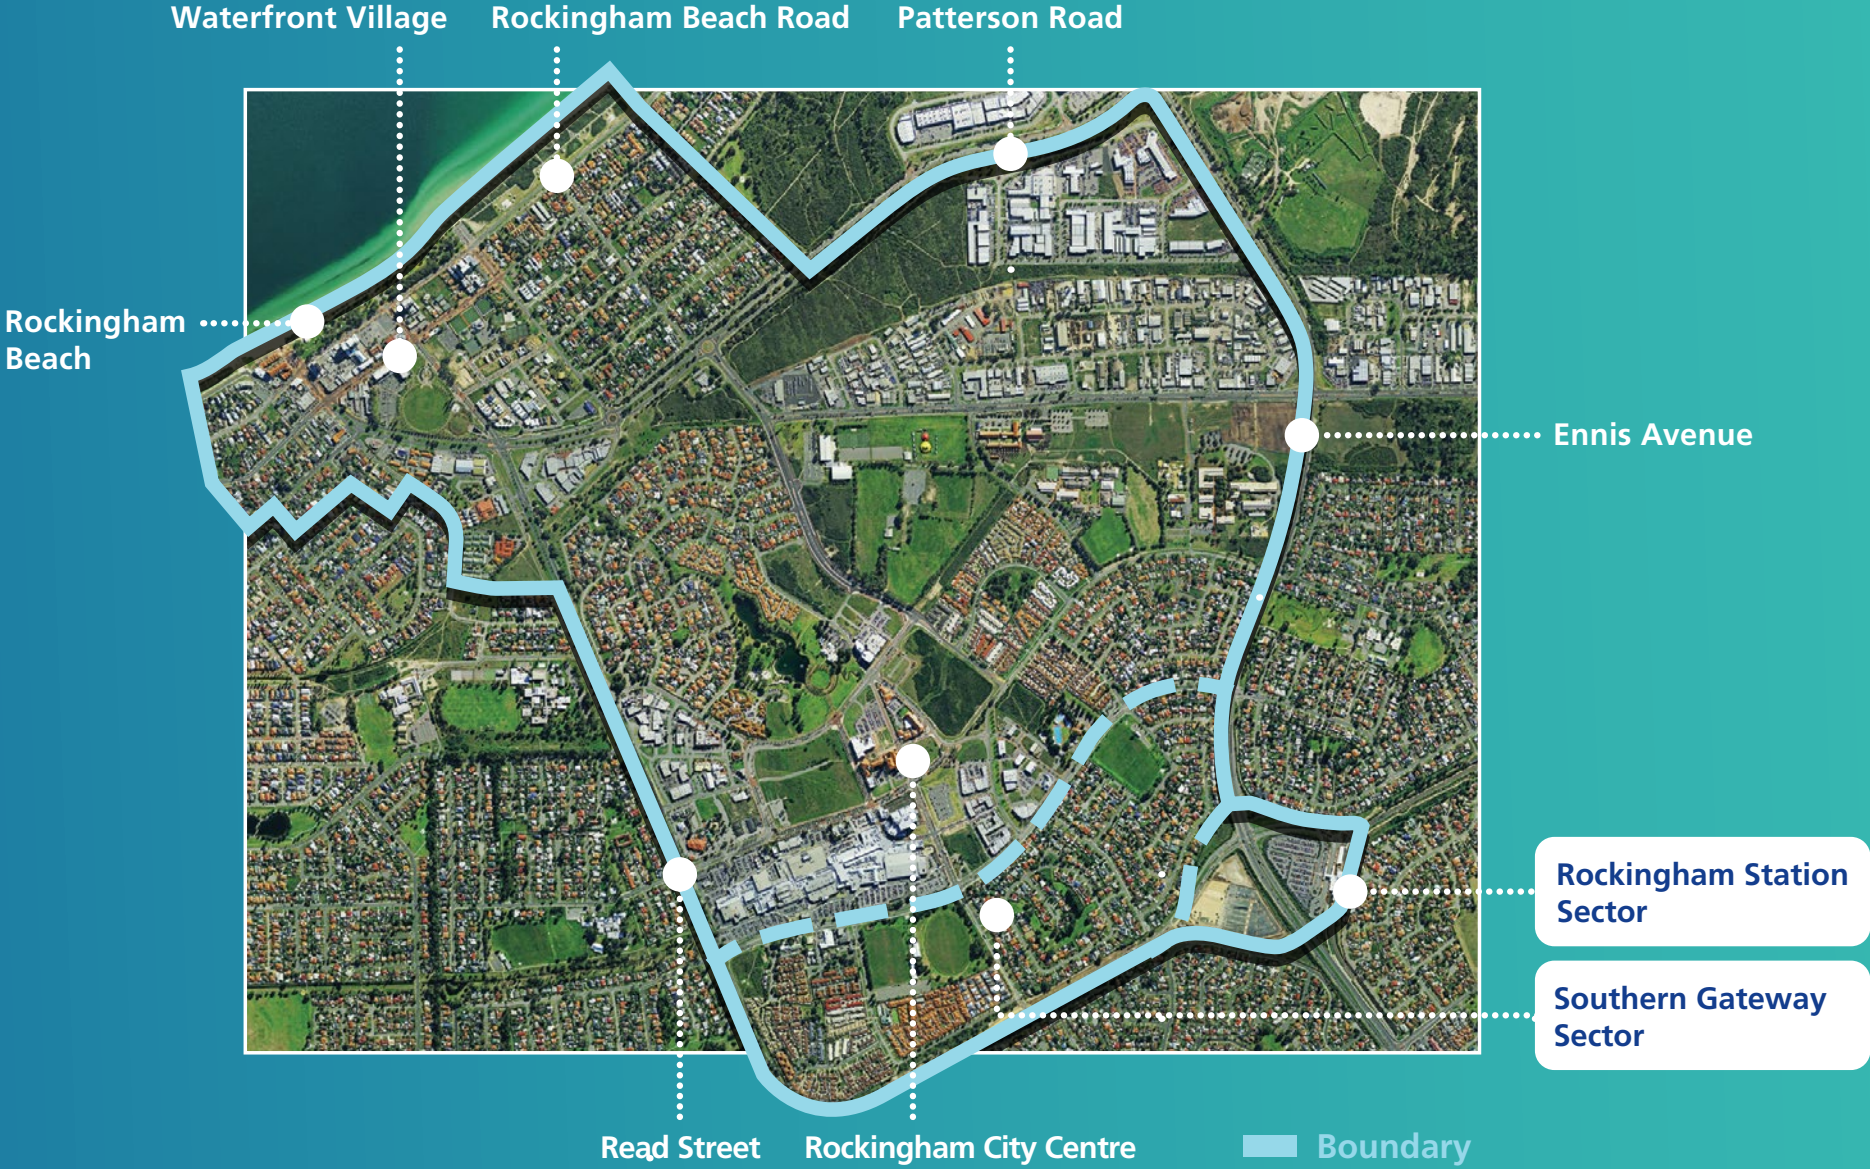 Waterfront Village
Rockingham Beach Road
Patterson Road
Rockingham
Beach
Ennis Avenue
Rockingham Station
Sector
Southern Gateway
Sector
Read Street
Rockingham City Centre
Boundary